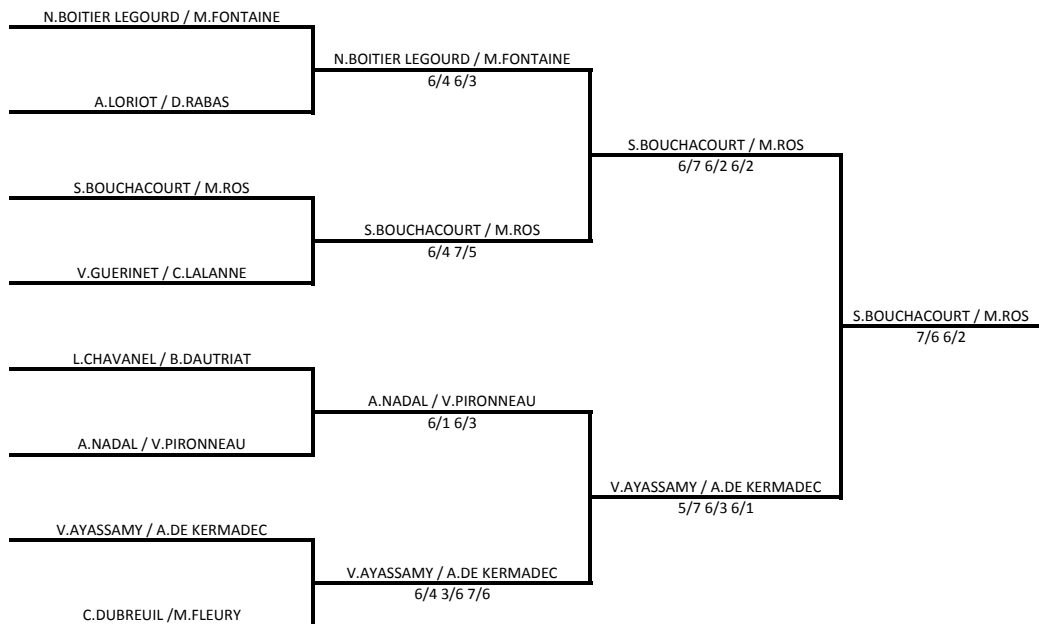 N.BOITIER LEGOURD / M.FONTAINE
N.BOITIER LEGOURD / M.FONTAINE
6/4 6/3
A.LORIOT / D.RABAS
S.BOUCHACOURT / M.ROS
6/7 6/2 6/2
S.BOUCHACOURT / M.ROS
S.BOUCHACOURT / M.ROS
6/4 7/5
V.GUERINET / C.LALANNE
S.BOUCHACOURT / M.ROS
7/6 6/2
L.CHAVANEL / B.DAUTRIAT
A.NADAL / V.PIRONNEAU
6/1 6/3
A.NADAL / V.PIRONNEAU
V.AYASSAMY / A.DE KERMADEC
5/7 6/3 6/1
V.AYASSAMY / A.DE KERMADEC
V.AYASSAMY / A.DE KERMADEC
6/4 3/6 7/6
C.DUBREUIL /M.FLEURY